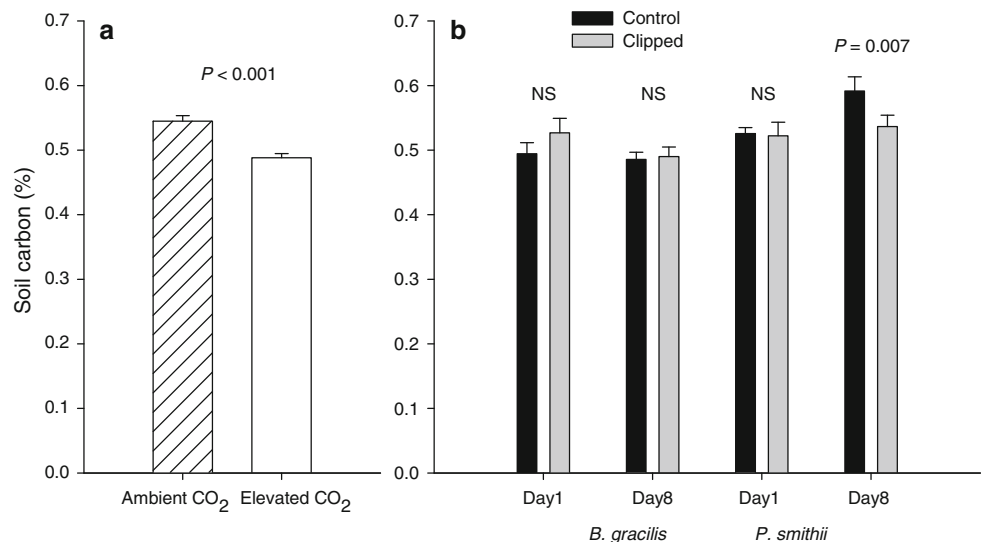 a
P < 0.001
Soil carbon (%)
0.7
0.6
0.5
0.4
0.3
0.2
0.1
0.0
Ambient CO2 Elevated CO2
b
Control
Clipped
NS
NS
NS
P = 0.007
0.7
0.6
0.5
0.4
0.3
0.2
0.1
0.0
Day1 Day8 Day1 Day8
B. gracilis P. smithii